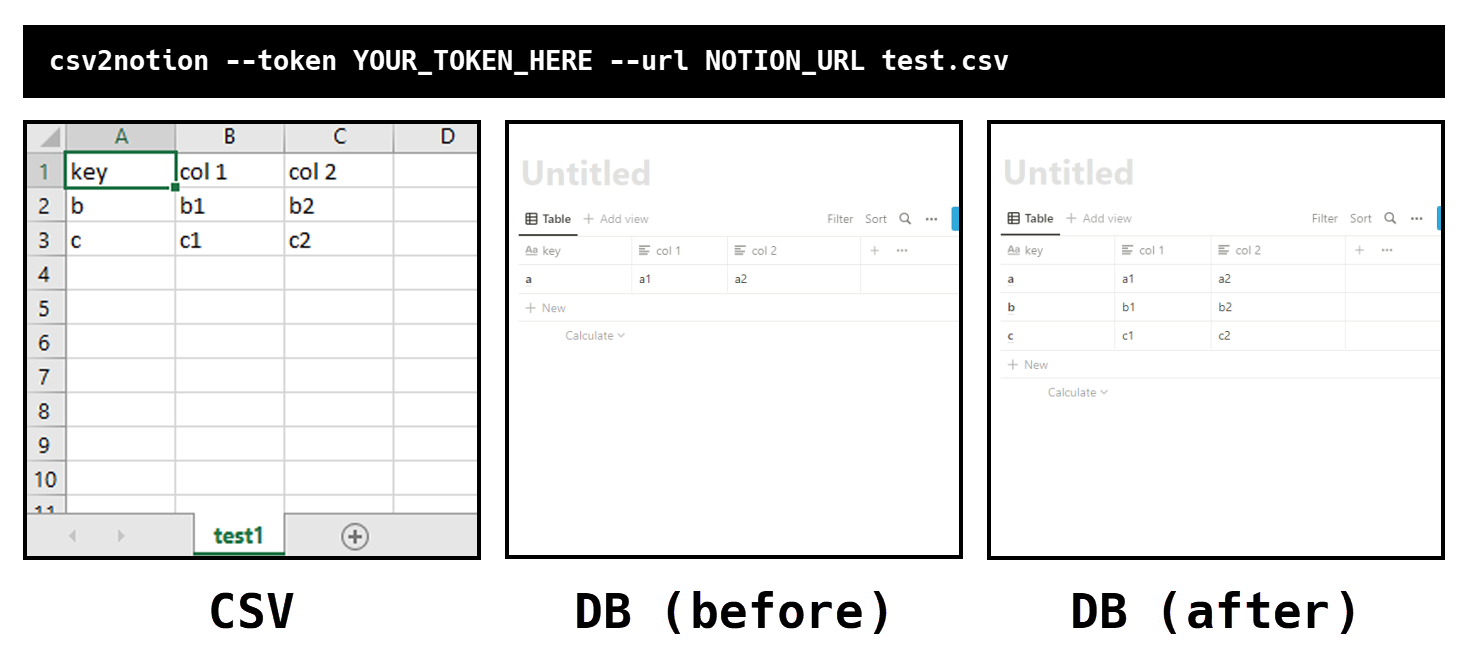 csv2notion --token YOUR_TOKEN_HERE --url NOTION_URL test.csv
A B C D
1 key col 1 col 2
2 b b1 b2
3 c c1 c2
4
5
6
7
8
9
10
11
test1
CSV
Untitled
Table + Add view Filter Sort ···
Aa key col 1 col 2 + ···
a a1 a2
+ New
Calculate
DB (before)
Untitled
Table + Add view Filter Sort ···
Aa key col 1 col 2 + ···
a a1 a2
b b1 b2
c c1 c2
+ New
Calculate
DB (after)